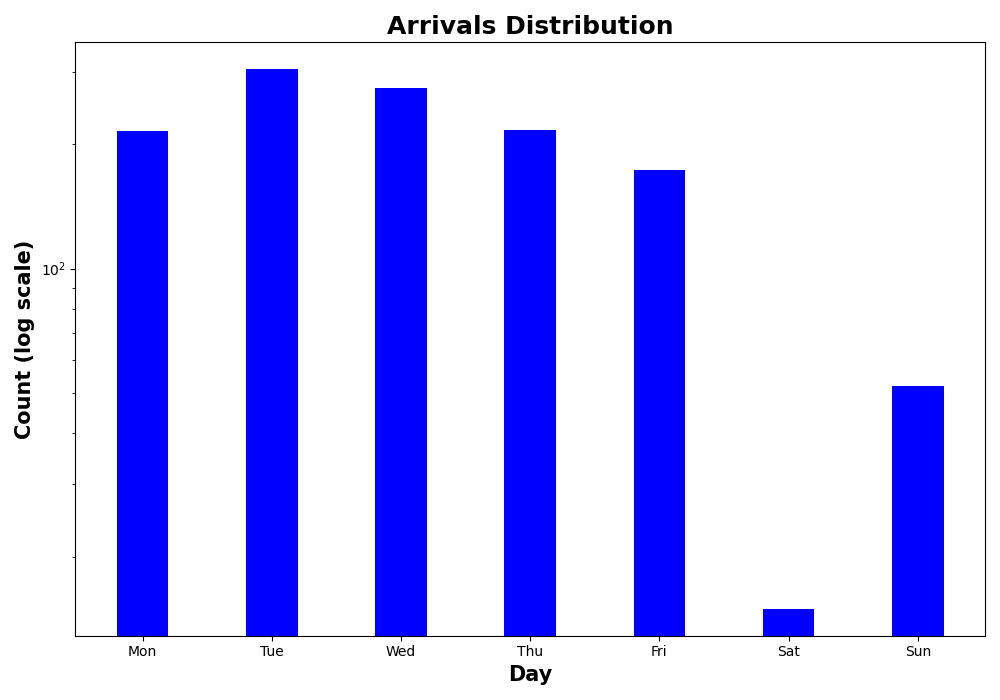 Arrivals Distribution
Count (log scale)
10²
Mon Tue Wed Thu Fri Sat Sun
Day